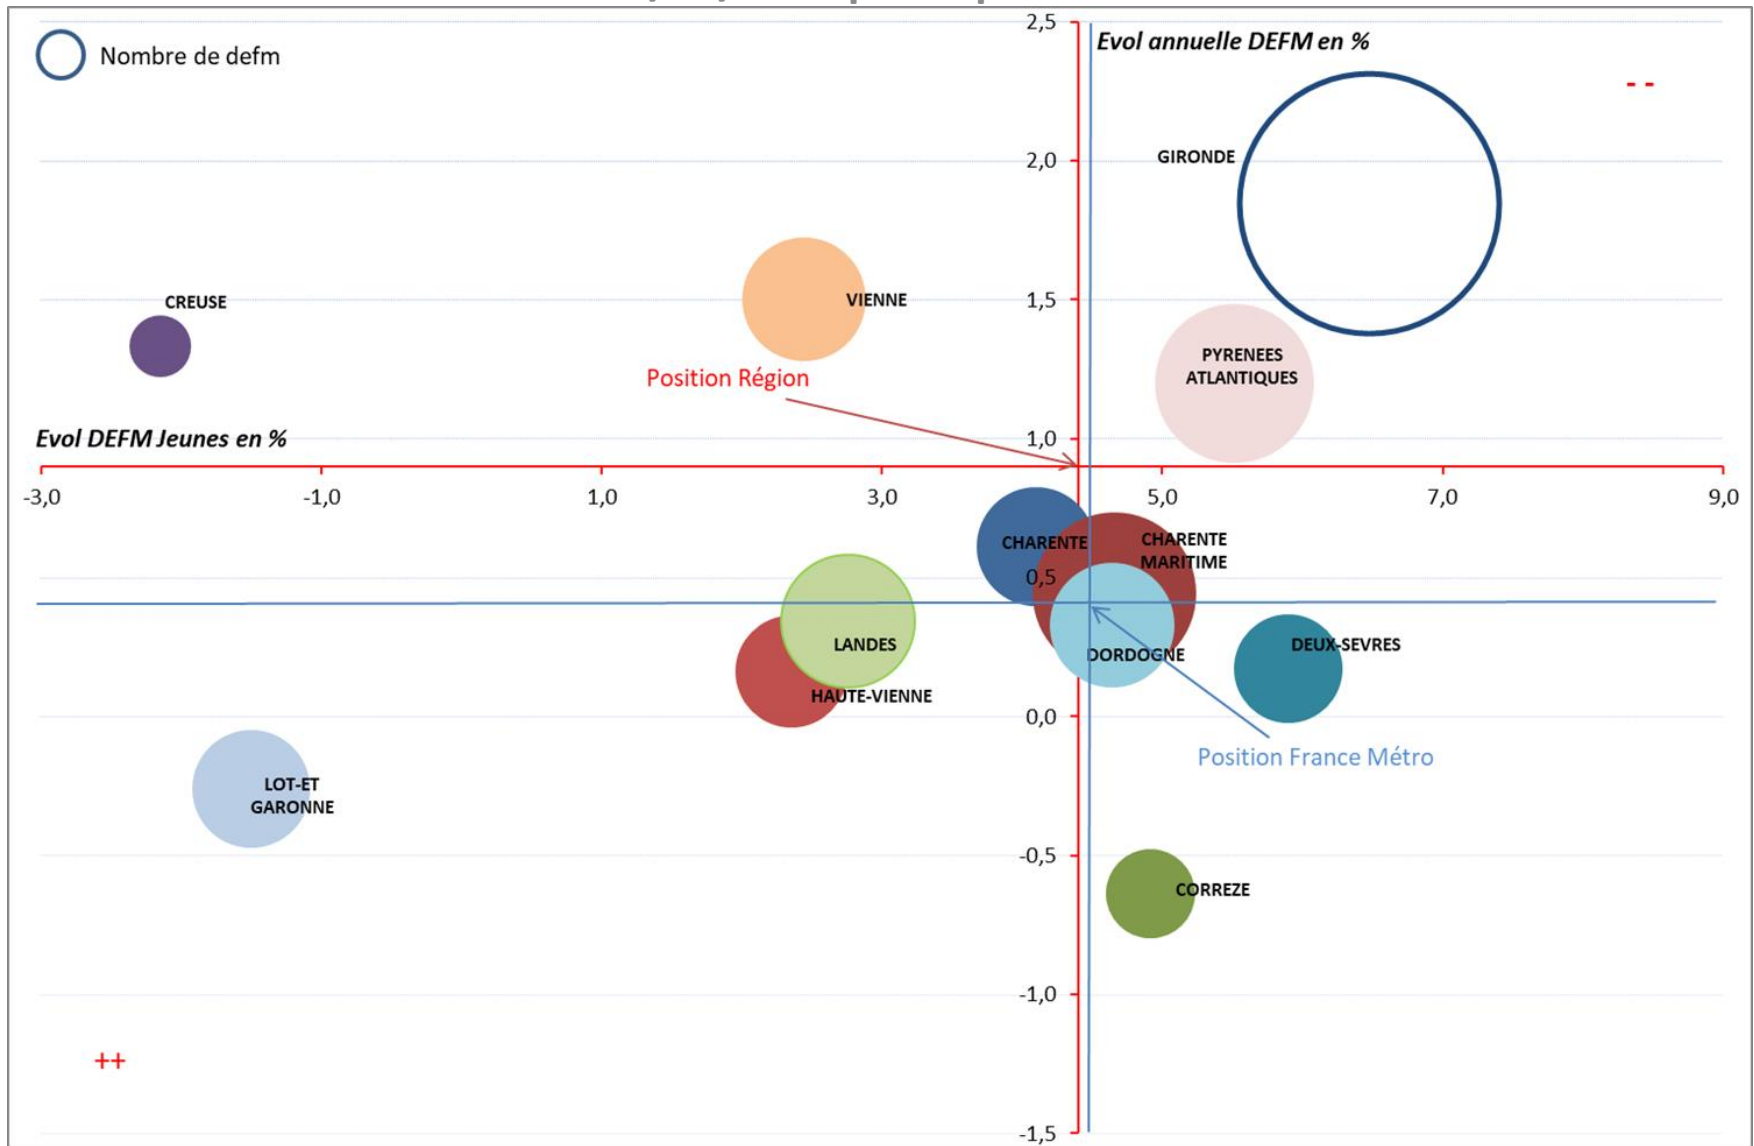 2,5
Evol annuelle DEFM en %
Nombre de defm
- -
GIRONDE
2,0
CREUSE
VIENNE
1,5
PYRENEES
ATLANTIQUES
Position Région
Evol DEFM Jeunes en %
1,0
-3,0
-1,0
1,0
3,0
5,0
7,0
9,0
CHARENTE
CHARENTE
MARITIME
0,5
LANDES
DORDOGNE
DEUX-SEVRES
HAUTE-VIENNE
0,0
Position France Métro
LOT-ET
GARONNE
-0,5
CORREZE
-1,0
++
-1,5